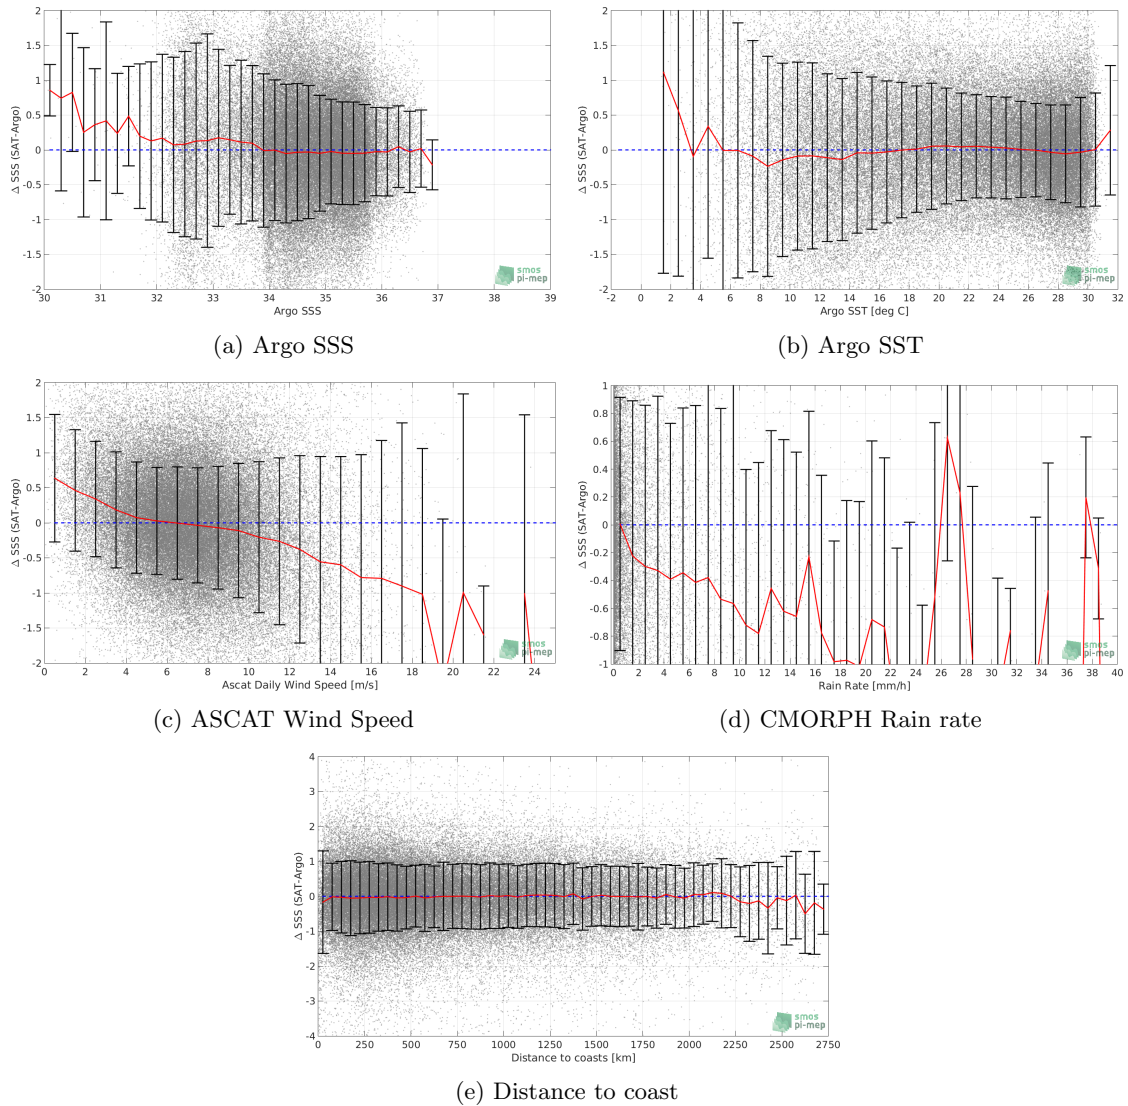 2
1.5
1
0.5
0
-0.5
-1
-1.5
-2
Δ SSS (SAT-Argo)
30 31 32 33 34 35 36 37 38 39
Argo SSS
smos
pi-mep
(a) Argo SSS
2
1.5
1
0.5
0
-0.5
-1
-1.5
-2
Δ SSS (SAT-Argo)
-2 0 2 4 6 8 10 12 14 16 18 20 22 24 26 28 30 32
Argo SST [deg C]
smos
pi-mep
(b) Argo SST
2
1.5
1
0.5
0
-0.5
-1
-1.5
-2
Δ SSS (SAT-Argo)
0 2 4 6 8 10 12 14 16 18 20 22 24
Ascat Daily Wind Speed [m/s]
smos
pi-mep
(c) ASCAT Wind Speed
1
0.8
0.6
0.4
0.2
0
-0.2
-0.4
-0.6
-0.8
-1
Δ SSS (SAT-Argo)
0 2 4 6 8 10 12 14 16 18 20 22 24 26 28 30 32 34 36 38 40
Rain Rate [mm/h]
smos
pi-mep
(d) CMORPH Rain rate
4
3
2
1
0
-1
-2
-3
-4
Δ SSS (SAT-Argo)
0 250 500 750 1000 1250 1500 1750 2000 2250 2500 2750
Distance to coasts [km]
smos
pi-mep
(e) Distance to coast